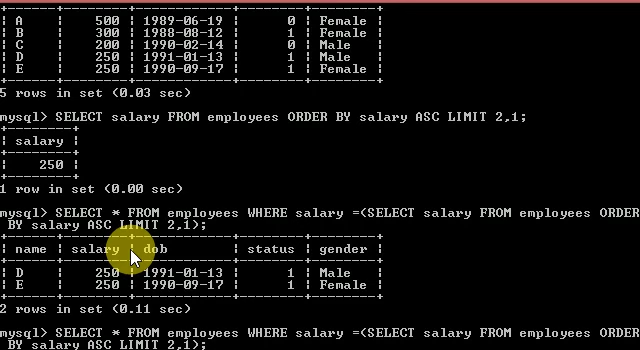 +------+--------+------------+--------+--------+
| A | 500 | 1989-06-19 | 0 | Female |
| B | 300 | 1988-08-12 | 1 | Female |
| C | 200 | 1990-02-14 | 0 | Male |
| D | 250 | 1991-01-13 | 1 | Male |
| E | 250 | 1990-09-17 | 1 | Female |
+------+--------+------------+--------+--------+
5 rows in set (0.03 sec)
mysql> SELECT salary FROM employees ORDER BY salary ASC LIMIT 2,1;
+--------+
| salary |
+--------+
| 250 |
+--------+
1 row in set (0.00 sec)
mysql> SELECT * FROM employees WHERE salary =(SELECT salary FROM employees ORDER
BY salary ASC LIMIT 2,1);
+------+--------+------------+--------+--------+
| name | salary | dob | status | gender |
+------+--------+------------+--------+--------+
| D | 250 | 1991-01-13 | 1 | Male |
| E | 250 | 1990-09-17 | 1 | Female |
+------+--------+------------+--------+--------+
2 rows in set (0.11 sec)
mysql> SELECT * FROM employees WHERE salary =(SELECT salary FROM employees ORDER
BY salary ASC LIMIT 2,1);